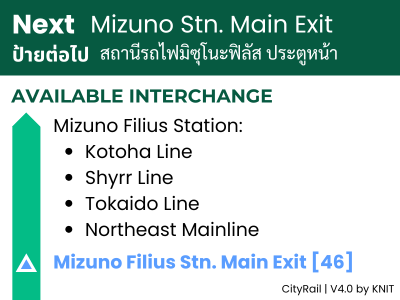 Next Mizuno Stn. Main Exit
ป้ายต่อไป สถานีรถไฟมิซุโนะฟิลัส ประตูหน้า
AVAILABLE INTERCHANGE
Mizuno Filius Station:
• Kotoha Line
• Shyrr Line
• Tokaido Line
• Northeast Mainline
Mizuno Filius Stn. Main Exit [46]
CityRail | V4.0 by KNIT